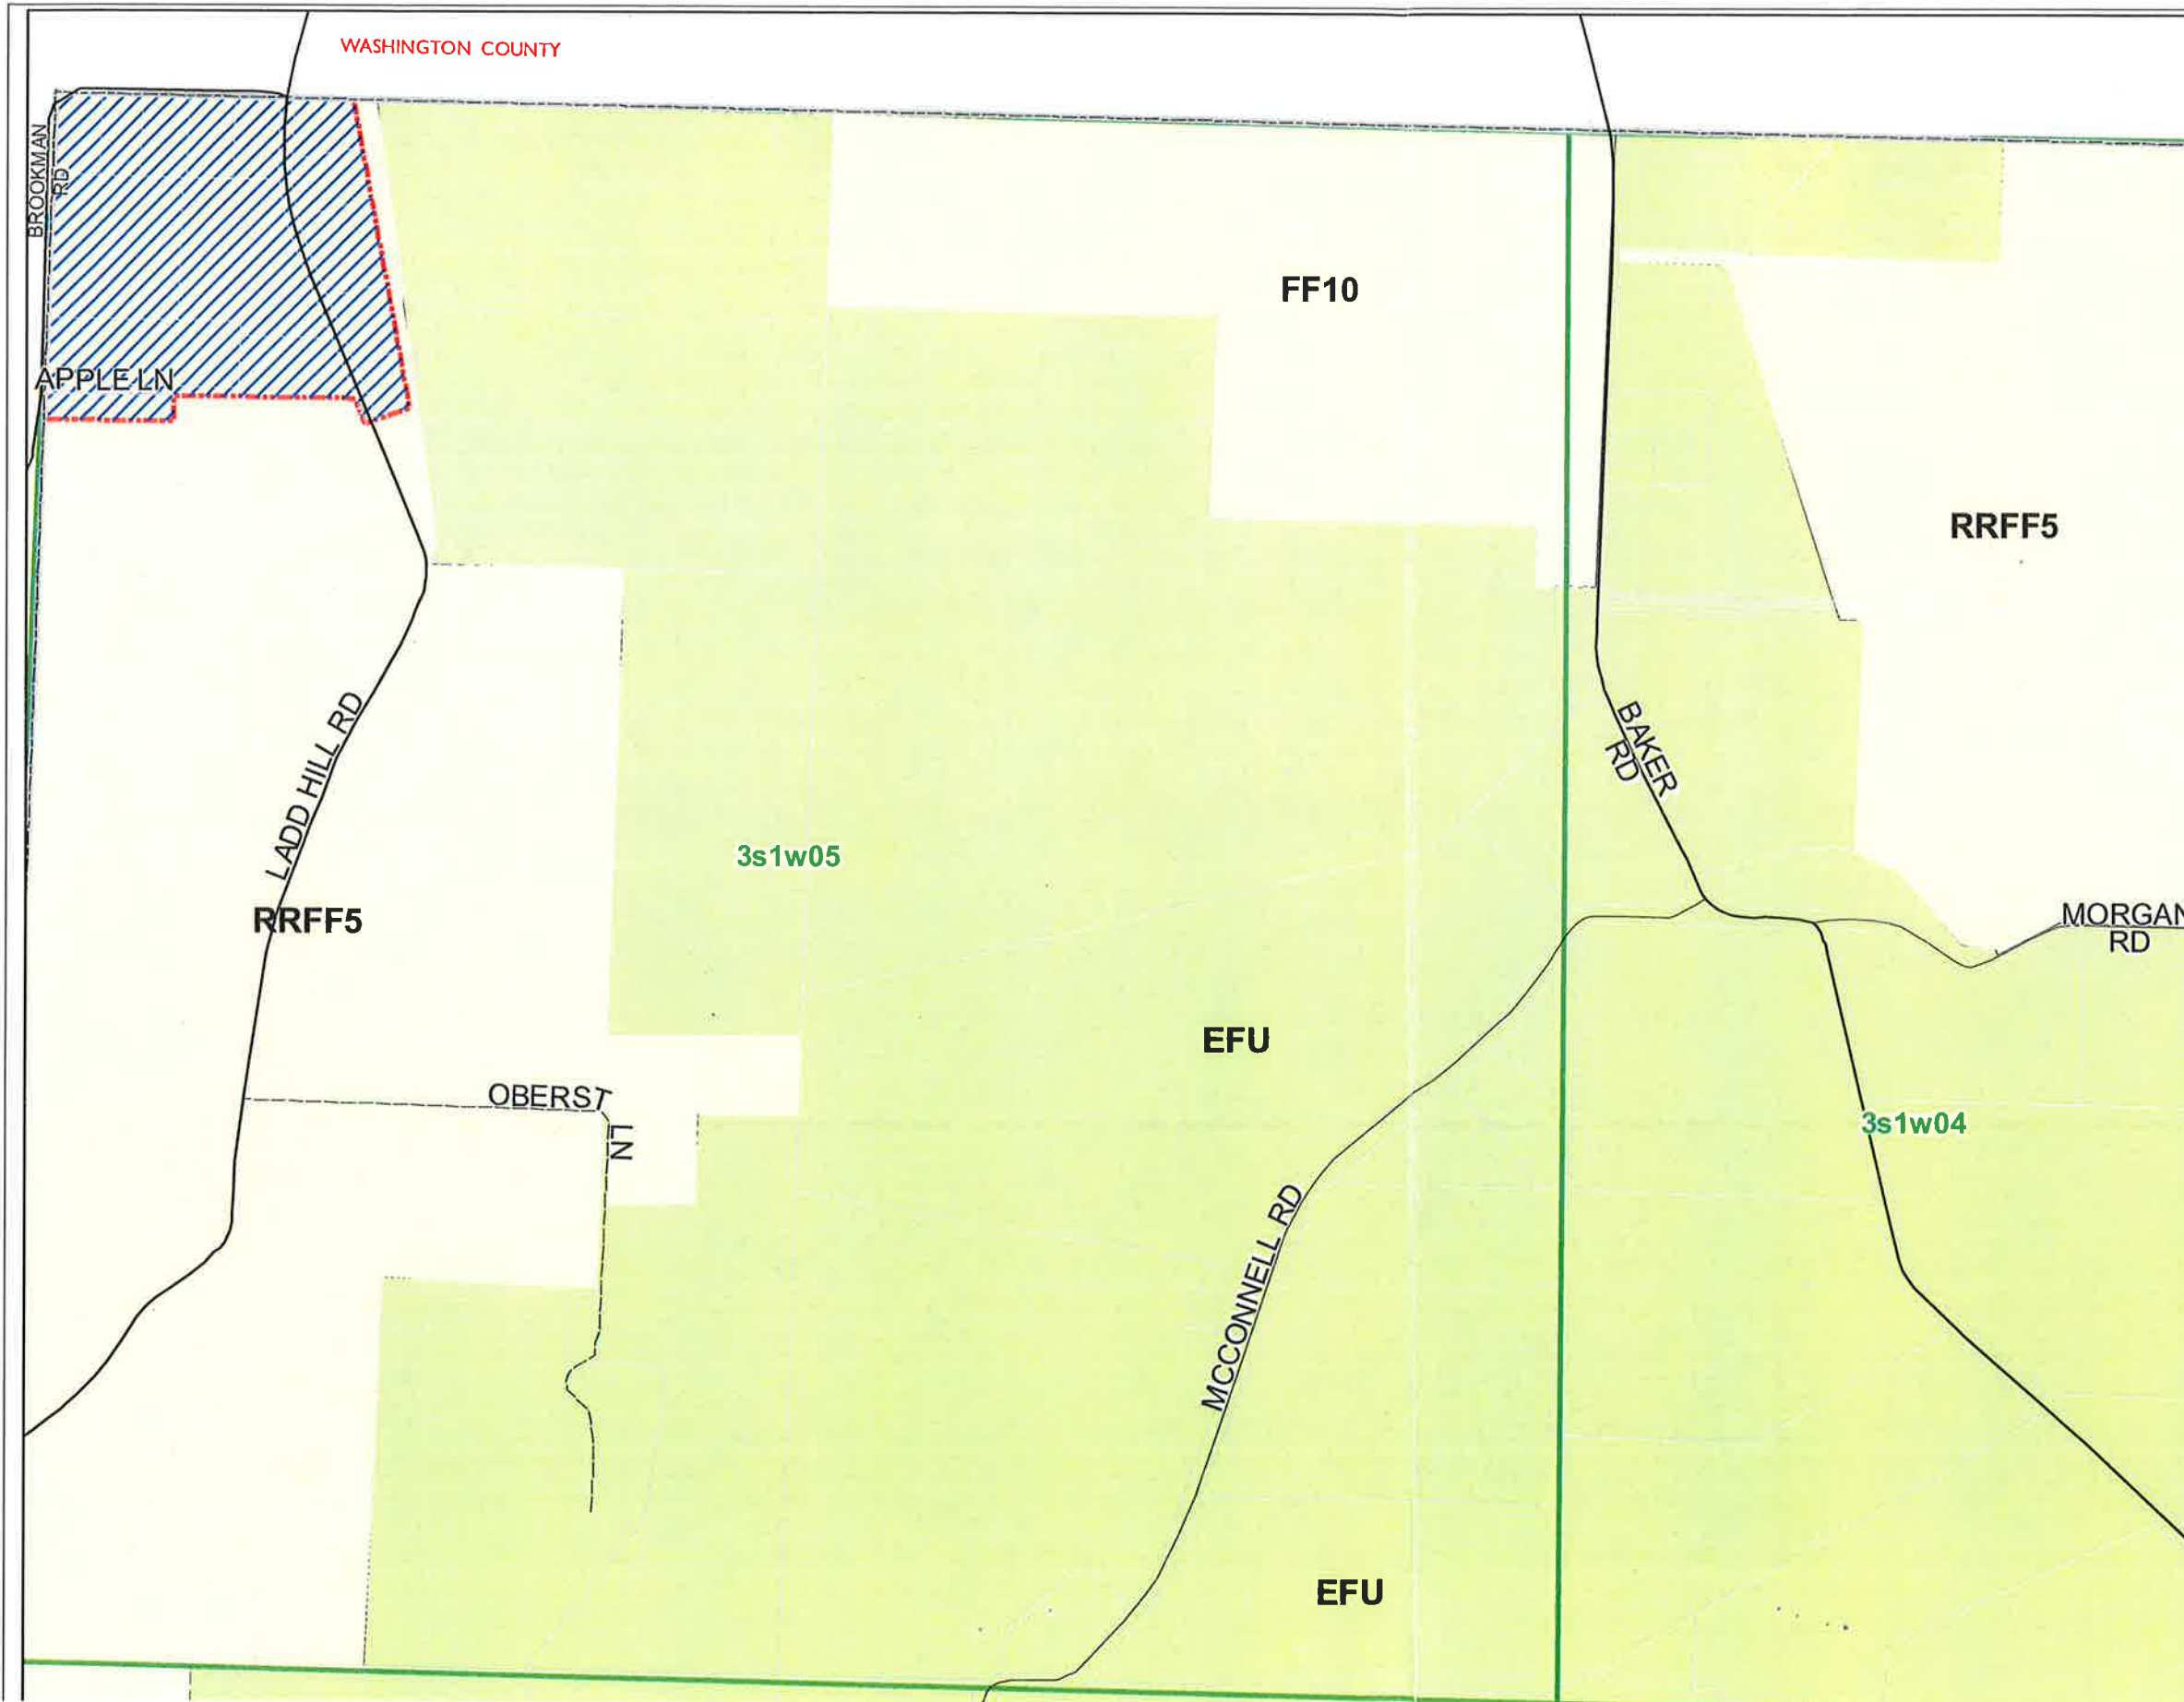 WASHINGTON COUNTY
BROOKMAN
RD
FF10
APPLE LN
RRFF5
LADD HILL RD
BAKER
RD
3s1w05
RRFF5
MORGAN
RD
EFU
OBERST
LN
3s1w04
MCCONNELL RD
EFU